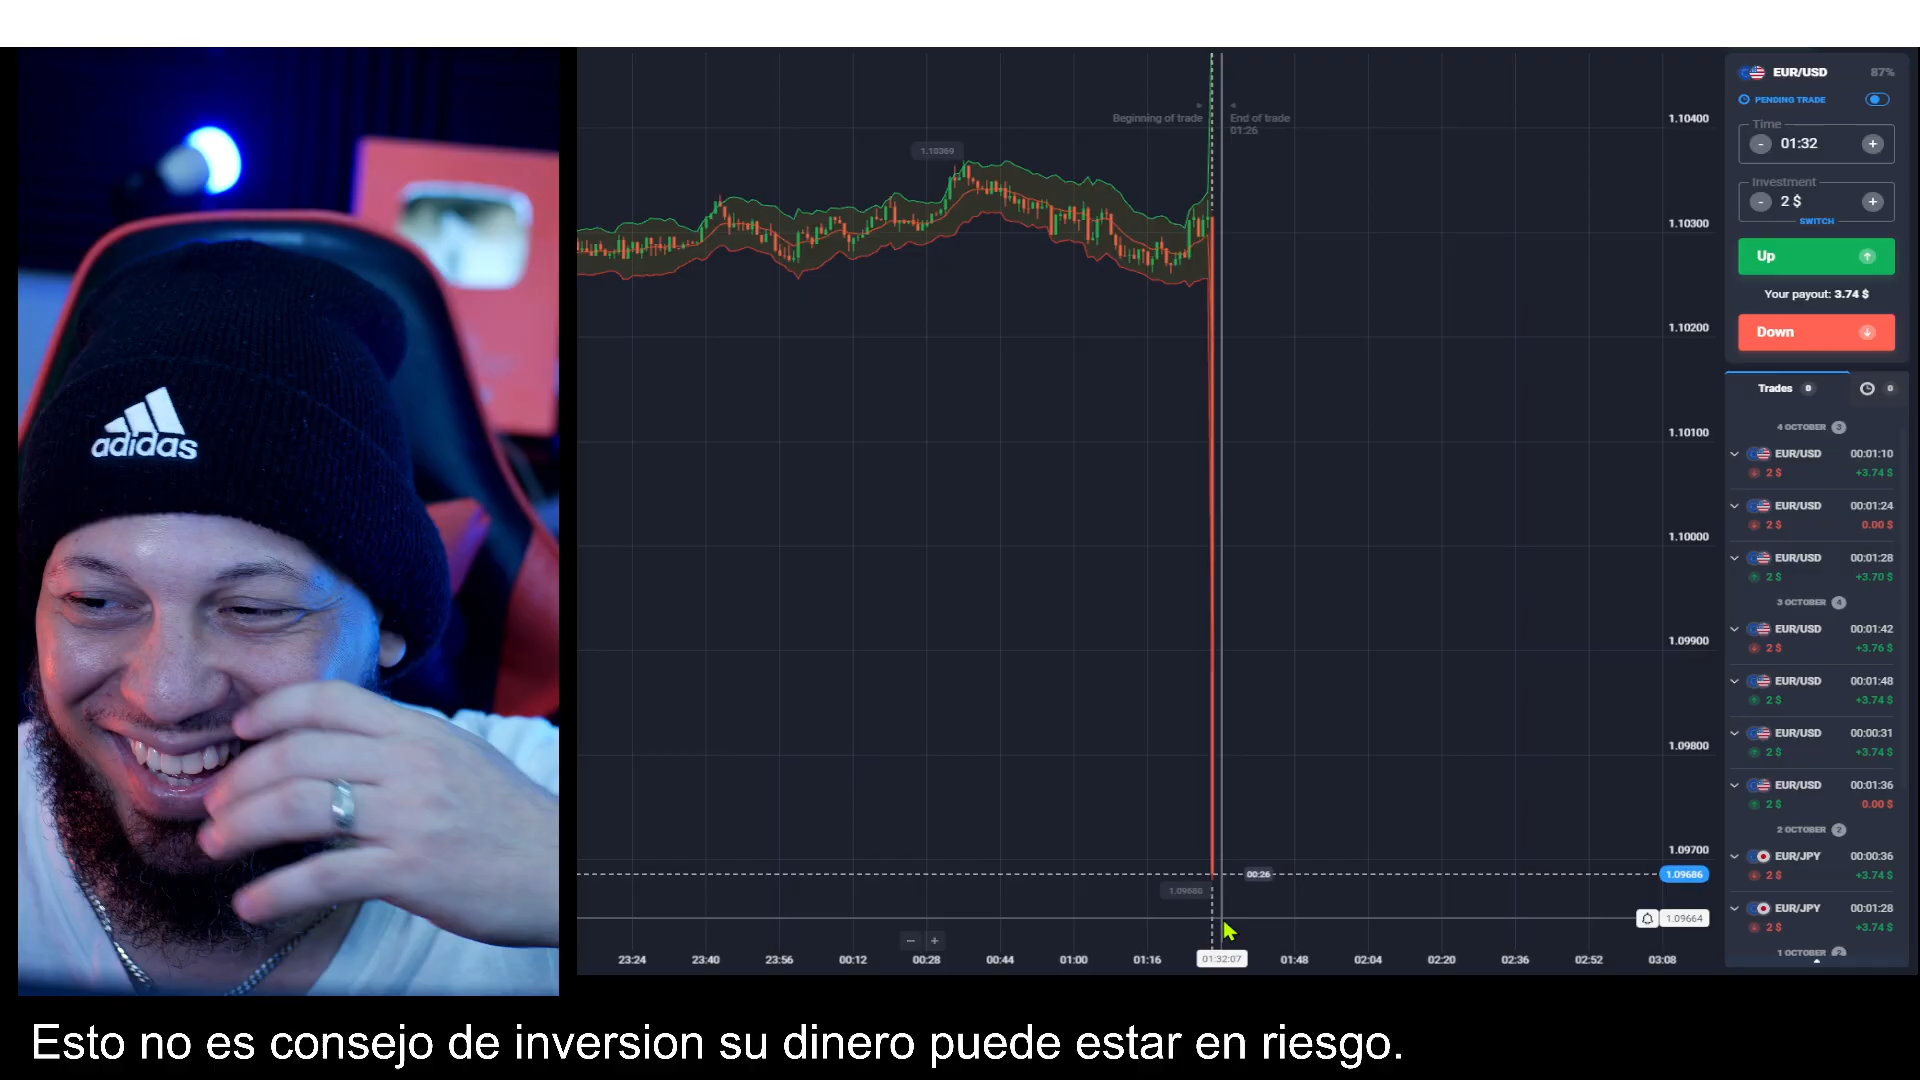 adidas
Beginning of trade
End of trade
01:26
1.10369
1.10400
1.10300
1.10200
1.10100
1.10000
1.09900
1.09800
1.09700
00:26
1.09686
1.09680
1.09664
23:24 23:40 23:56 00:12 00:28 00:44 01:00 01:16 01:32:07 01:48 02:04 02:20 02:36 02:52 03:08
EUR/USD 87%
PENDING TRADE
Time
- 01:32 +
Investment
- 2 $ +
SWITCH
Up
Your payout: 3.74 $
Down
Trades 0 0
4 OCTOBER 3
EUR/USD 00:01:10
2 $ +3.74 $
EUR/USD 00:01:24
2 $ 0.00 $
EUR/USD 00:01:28
2 $ +3.70 $
3 OCTOBER 4
EUR/USD 00:01:42
2 $ +3.76 $
EUR/USD 00:01:48
2 $ +3.74 $
EUR/USD 00:00:31
2 $ +3.74 $
EUR/USD 00:01:36
2 $ 0.00 $
2 OCTOBER 2
EUR/JPY 00:00:36
2 $ +3.74 $
EUR/JPY 00:01:28
2 $ +3.74 $
1 OCTOBER
Esto no es consejo de inversion su dinero puede estar en riesgo.